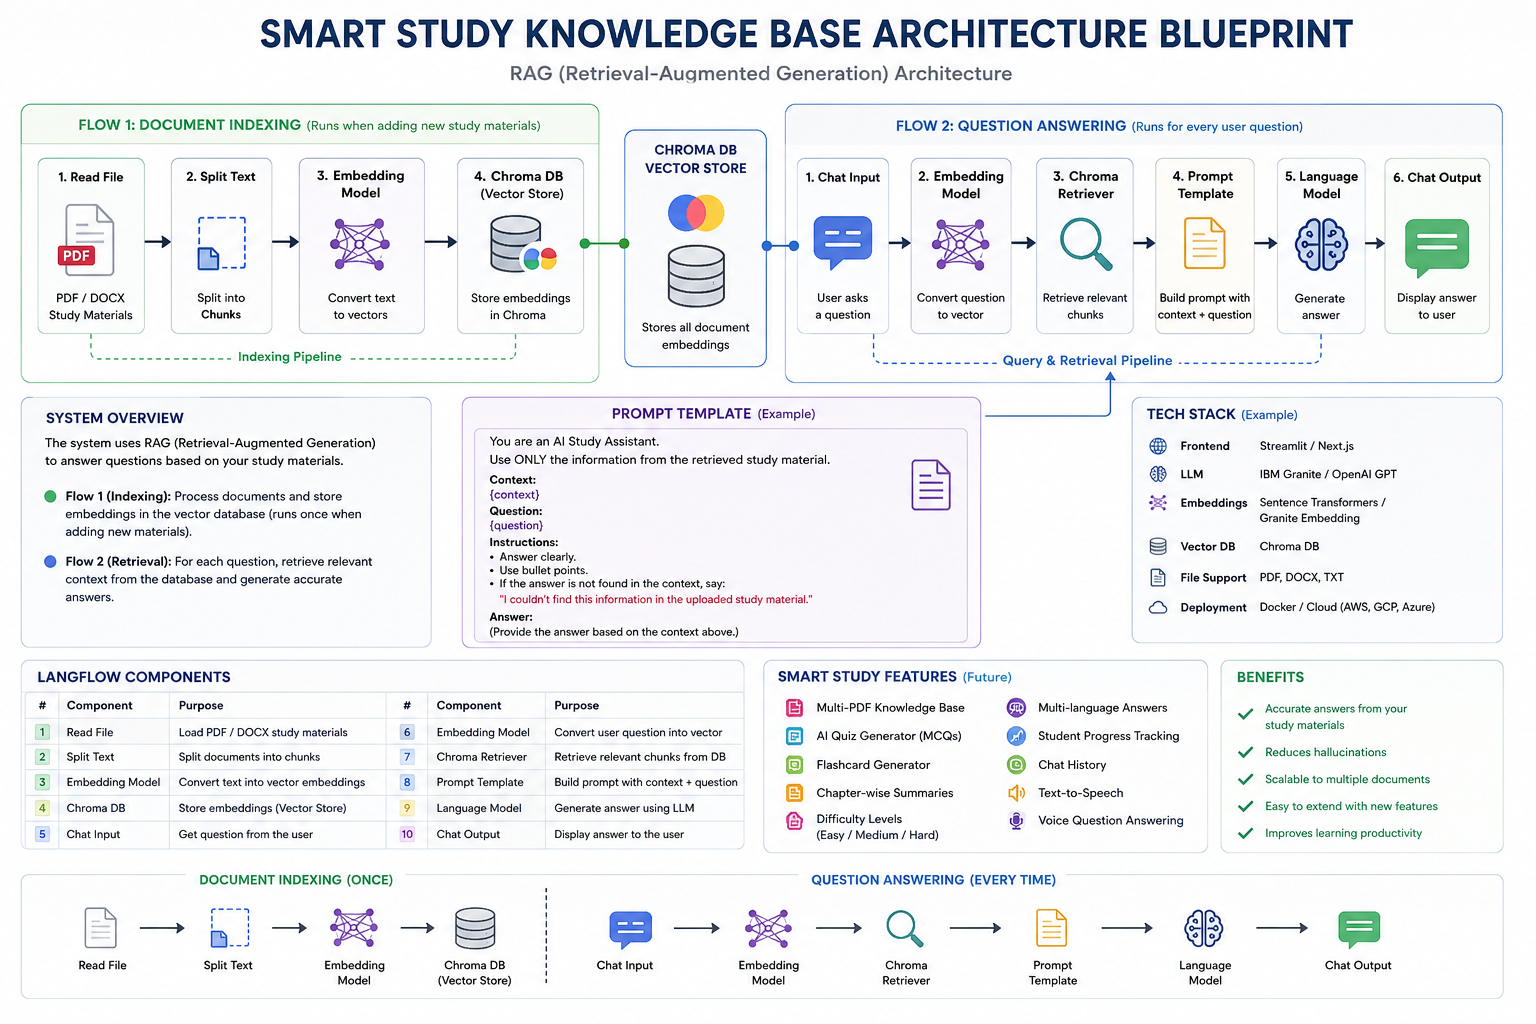 SMART STUDY KNOWLEDGE BASE ARCHITECTURE BLUEPRINT
RAG (Retrieval-Augmented Generation) Architecture
FLOW 1: DOCUMENT INDEXING (Runs when adding new study materials)
1. Read File
PDF
PDF / DOCX
Study Materials
2. Split Text
Split into
Chunks
3. Embedding
Model
Convert text
to vectors
4. Chroma DB
(Vector Store)
Store embeddings
in Chroma
Indexing Pipeline
CHROMA DB
VECTOR STORE
Stores all document
embeddings
FLOW 2: QUESTION ANSWERING (Runs for every user question)
1. Chat Input
User asks
a question
2. Embedding
Model
Convert question
to vector
3. Chroma
Retriever
Retrieve relevant
chunks
4. Prompt
Template
Build prompt with
context + question
5. Language
Model
Generate
answer
6. Chat Output
Display answer
to user
Query & Retrieval Pipeline
SYSTEM OVERVIEW
The system uses RAG (Retrieval-Augmented Generation)
to answer questions based on your study materials.
Flow 1 (Indexing): Process documents and store
embeddings in the vector database (runs once when
adding new materials).
Flow 2 (Retrieval): For each question, retrieve relevant
context from the database and generate accurate
answers.
PROMPT TEMPLATE (Example)
You are an AI Study Assistant.
Use ONLY the information from the retrieved study material.
Context:
{context}
Question:
{question}
Instructions:
• Answer clearly.
• Use bullet points.
• If the answer is not found in the context, say:
"I couldn't find this information in the uploaded study material."
Answer:
(Provide the answer based on the context above.)
TECH STACK (Example)
Frontend Streamlit / Next.js
LLM IBM Granite / OpenAI GPT
Embeddings Sentence Transformers /
Granite Embedding
Vector DB Chroma DB
File Support PDF, DOCX, TXT
Deployment Docker / Cloud (AWS, GCP, Azure)
LANGFLOW COMPONENTS
# Component Purpose # Component Purpose
1 Read File Load PDF / DOCX study materials 6 Embedding Model Convert user question into vector
2 Split Text Split documents into chunks 7 Chroma Retriever Retrieve relevant chunks from DB
3 Embedding Model Convert text into vector embeddings 8 Prompt Template Build prompt with context + question
4 Chroma DB Store embeddings (Vector Store) 9 Language Model Generate answer using LLM
5 Chat Input Get question from the user 10 Chat Output Display answer to the user
SMART STUDY FEATURES (Future)
Multi-PDF Knowledge Base
AI Quiz Generator (MCQs)
Flashcard Generator
Chapter-wise Summaries
Difficulty Levels
(Easy / Medium / Hard)
Multi-language Answers
Student Progress Tracking
Chat History
Text-to-Speech
Voice Question Answering
BENEFITS
Accurate answers from your
study materials
Reduces hallucinations
Scalable to multiple documents
Easy to extend with new features
Improves learning productivity
DOCUMENT INDEXING (ONCE)
Read File
Split Text
Embedding
Model
Chroma DB
(Vector Store)
QUESTION ANSWERING (EVERY TIME)
Chat Input
Embedding
Model
Chroma
Retriever
Prompt
Template
Language
Model
Chat Output